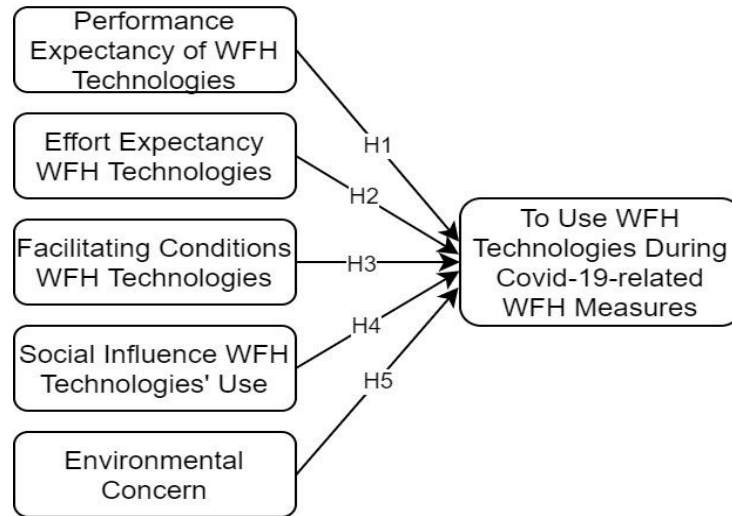 Performance
Expectancy of WFH
Technologies
H1
Effort Expectancy
WFH Technologies
H2
To Use WFH
Technologies During
Covid-19-related
WFH Measures
Facilitating Conditions
WFH Technologies
H3
Social Influence WFH
Technologies' Use
H4
H5
Environmental
Concern